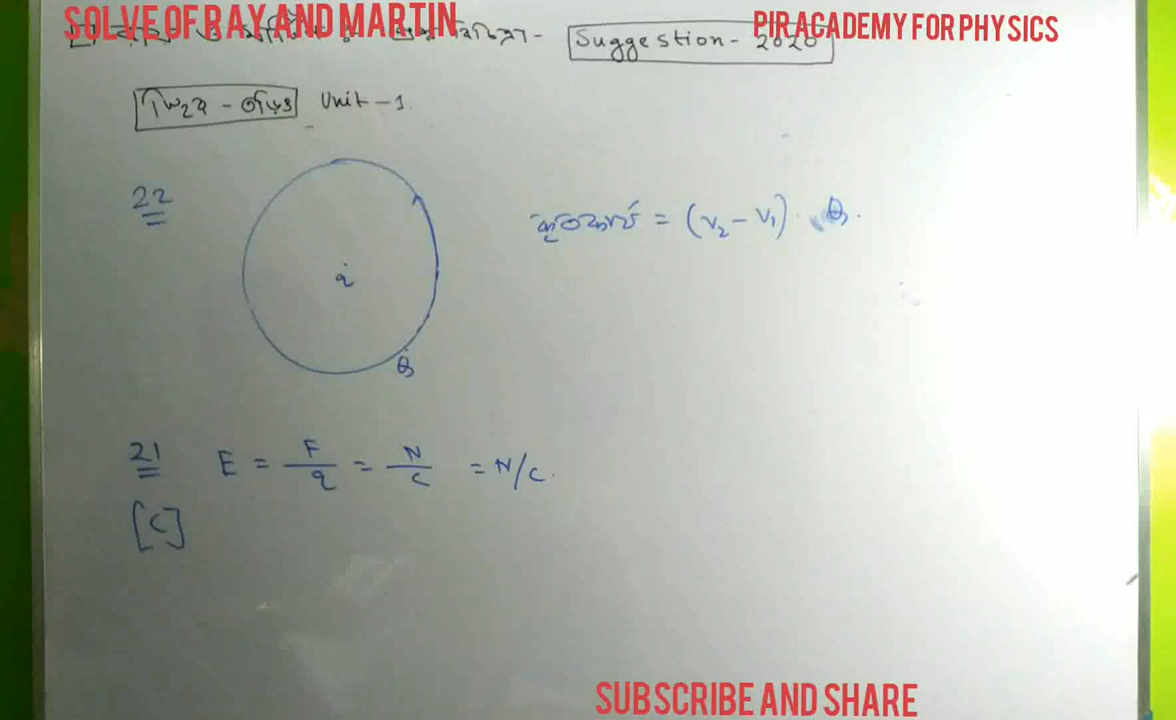 SOLVE OF RAY AND MARTIN
PIR ACADEMY FOR PHYSICS
Suggestion - 2020
স্থির - তড়িৎ Unit - 1.
22
q
Q
কৃতকার্য = (V₂ - V₁) . Q.
21 E = F/q = N/C = N/C.
[C]
SUBSCRIBE AND SHARE